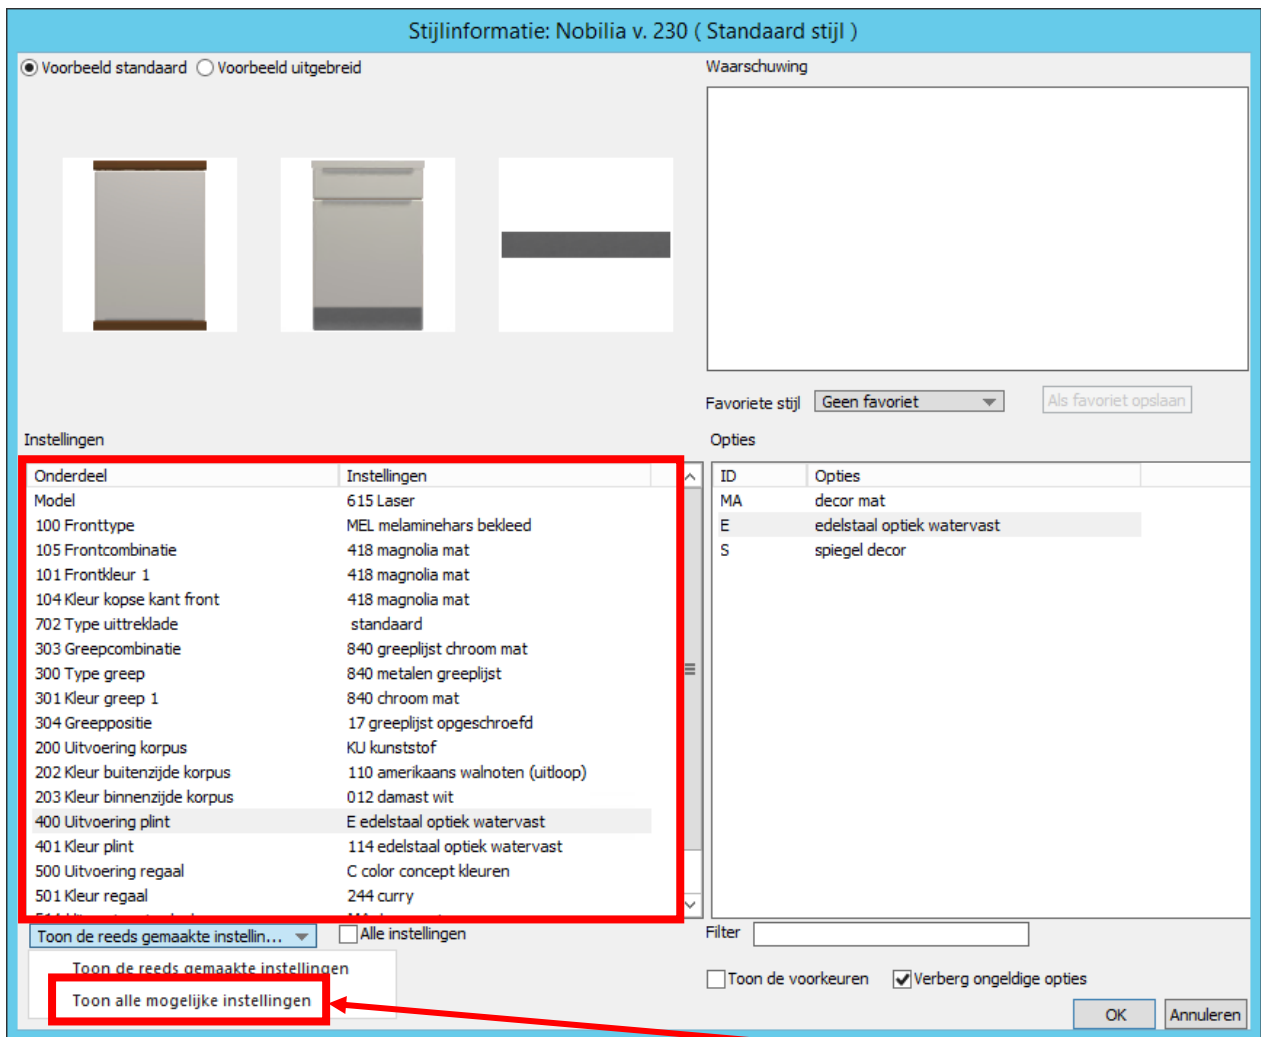 Stijlinformatie: Nobilia v. 230 ( Standaard stijl )
Voorbeeld standaard Voorbeeld uitgebreid
Waarschuwing
Favoriete stijl Geen favoriet Als favoriet opslaan
Instellingen
Onderdeel Instellingen
Model 615 Laser
100 Fronttype MEL melaminehars bekleed
105 Frontcombinatie 418 magnolia mat
101 Frontkleur 1 418 magnolia mat
104 Kleur kopse kant front 418 magnolia mat
702 Type uittreklade standaard
303 Greepcombinatie 840 greeplijst chroom mat
300 Type greep 840 metalen greeplijst
301 Kleur greep 1 840 chroom mat
304 Greeppositie 17 greeplijst opgeschroefd
200 Uitvoering korpus KU kunststof
202 Kleur buitenzijde korpus 110 amerikaans walnoten (uitloop)
203 Kleur binnenzijde korpus 012 damast wit
400 Uitvoering plint E edelstaal optiek watervast
401 Kleur plint 114 edelstaal optiek watervast
500 Uitvoering regaal C color concept kleuren
501 Kleur regaal 244 curry
Opties
ID Opties
MA decor mat
E edelstaal optiek watervast
S spiegel decor
Toon de reeds gemaakte instellin... Alle instellingen
Toon de reeds gemaakte instellingen
Toon alle mogelijke instellingen
Filter
Toon de voorkeuren Verberg ongeldige opties
OK Annuleren